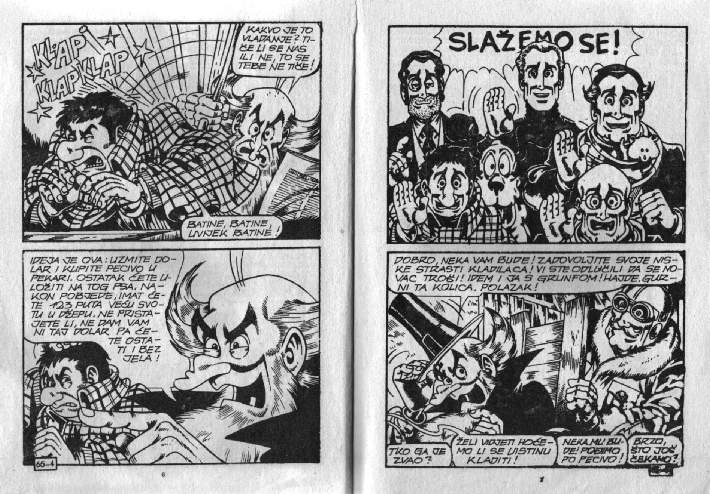 KLAP!
KLAP KLAP
KAKVO JE TO
VLADANJE? TI-
ČE LI SE NAS
ILI NE, TO SE
TEBE NE TIČE!
BATINE, BATINE,
UVIJEK BATINE!
IDEJA JE OVA: UZMITE DO-
LAR I KUPITE PECIVO U
PEKARI. OSTATAK ĆETE U-
LOŽITI NA TOG PSA. NA-
KON POBJEDE, IMAT ĆE-
TE 123 PUTA VEĆU SVO-
TU U DŽEPU. NE PRISTA-
JETE LI, NE DAM VAM
NI TAJ DOLAR PA ĆE-
TE OSTA-
TI I BEZ
JELA!
66-4
6
SLAŽEMO SE!
DOBRO, NEKA VAM BUDE! ZADOVOLJITE SVOJE NIS-
KE STRASTI KLADILACA! VI STE ODLUČILI DA SE NO-
VAC TROŠI! IDEM I JA S GRUNFOM! HAJDE, GUR-
NI TA KOLICA. POLAZAK!
TKO GA JE
ZVAO?
ŽELI VIDJETI HOĆE-
MO LI SE UISTINU
KLADITI!
NEKA MU BU-
DE! POĐIMO
PO PECIVO!
BRZO,
ŠTO JOŠ
ČEKAMO?